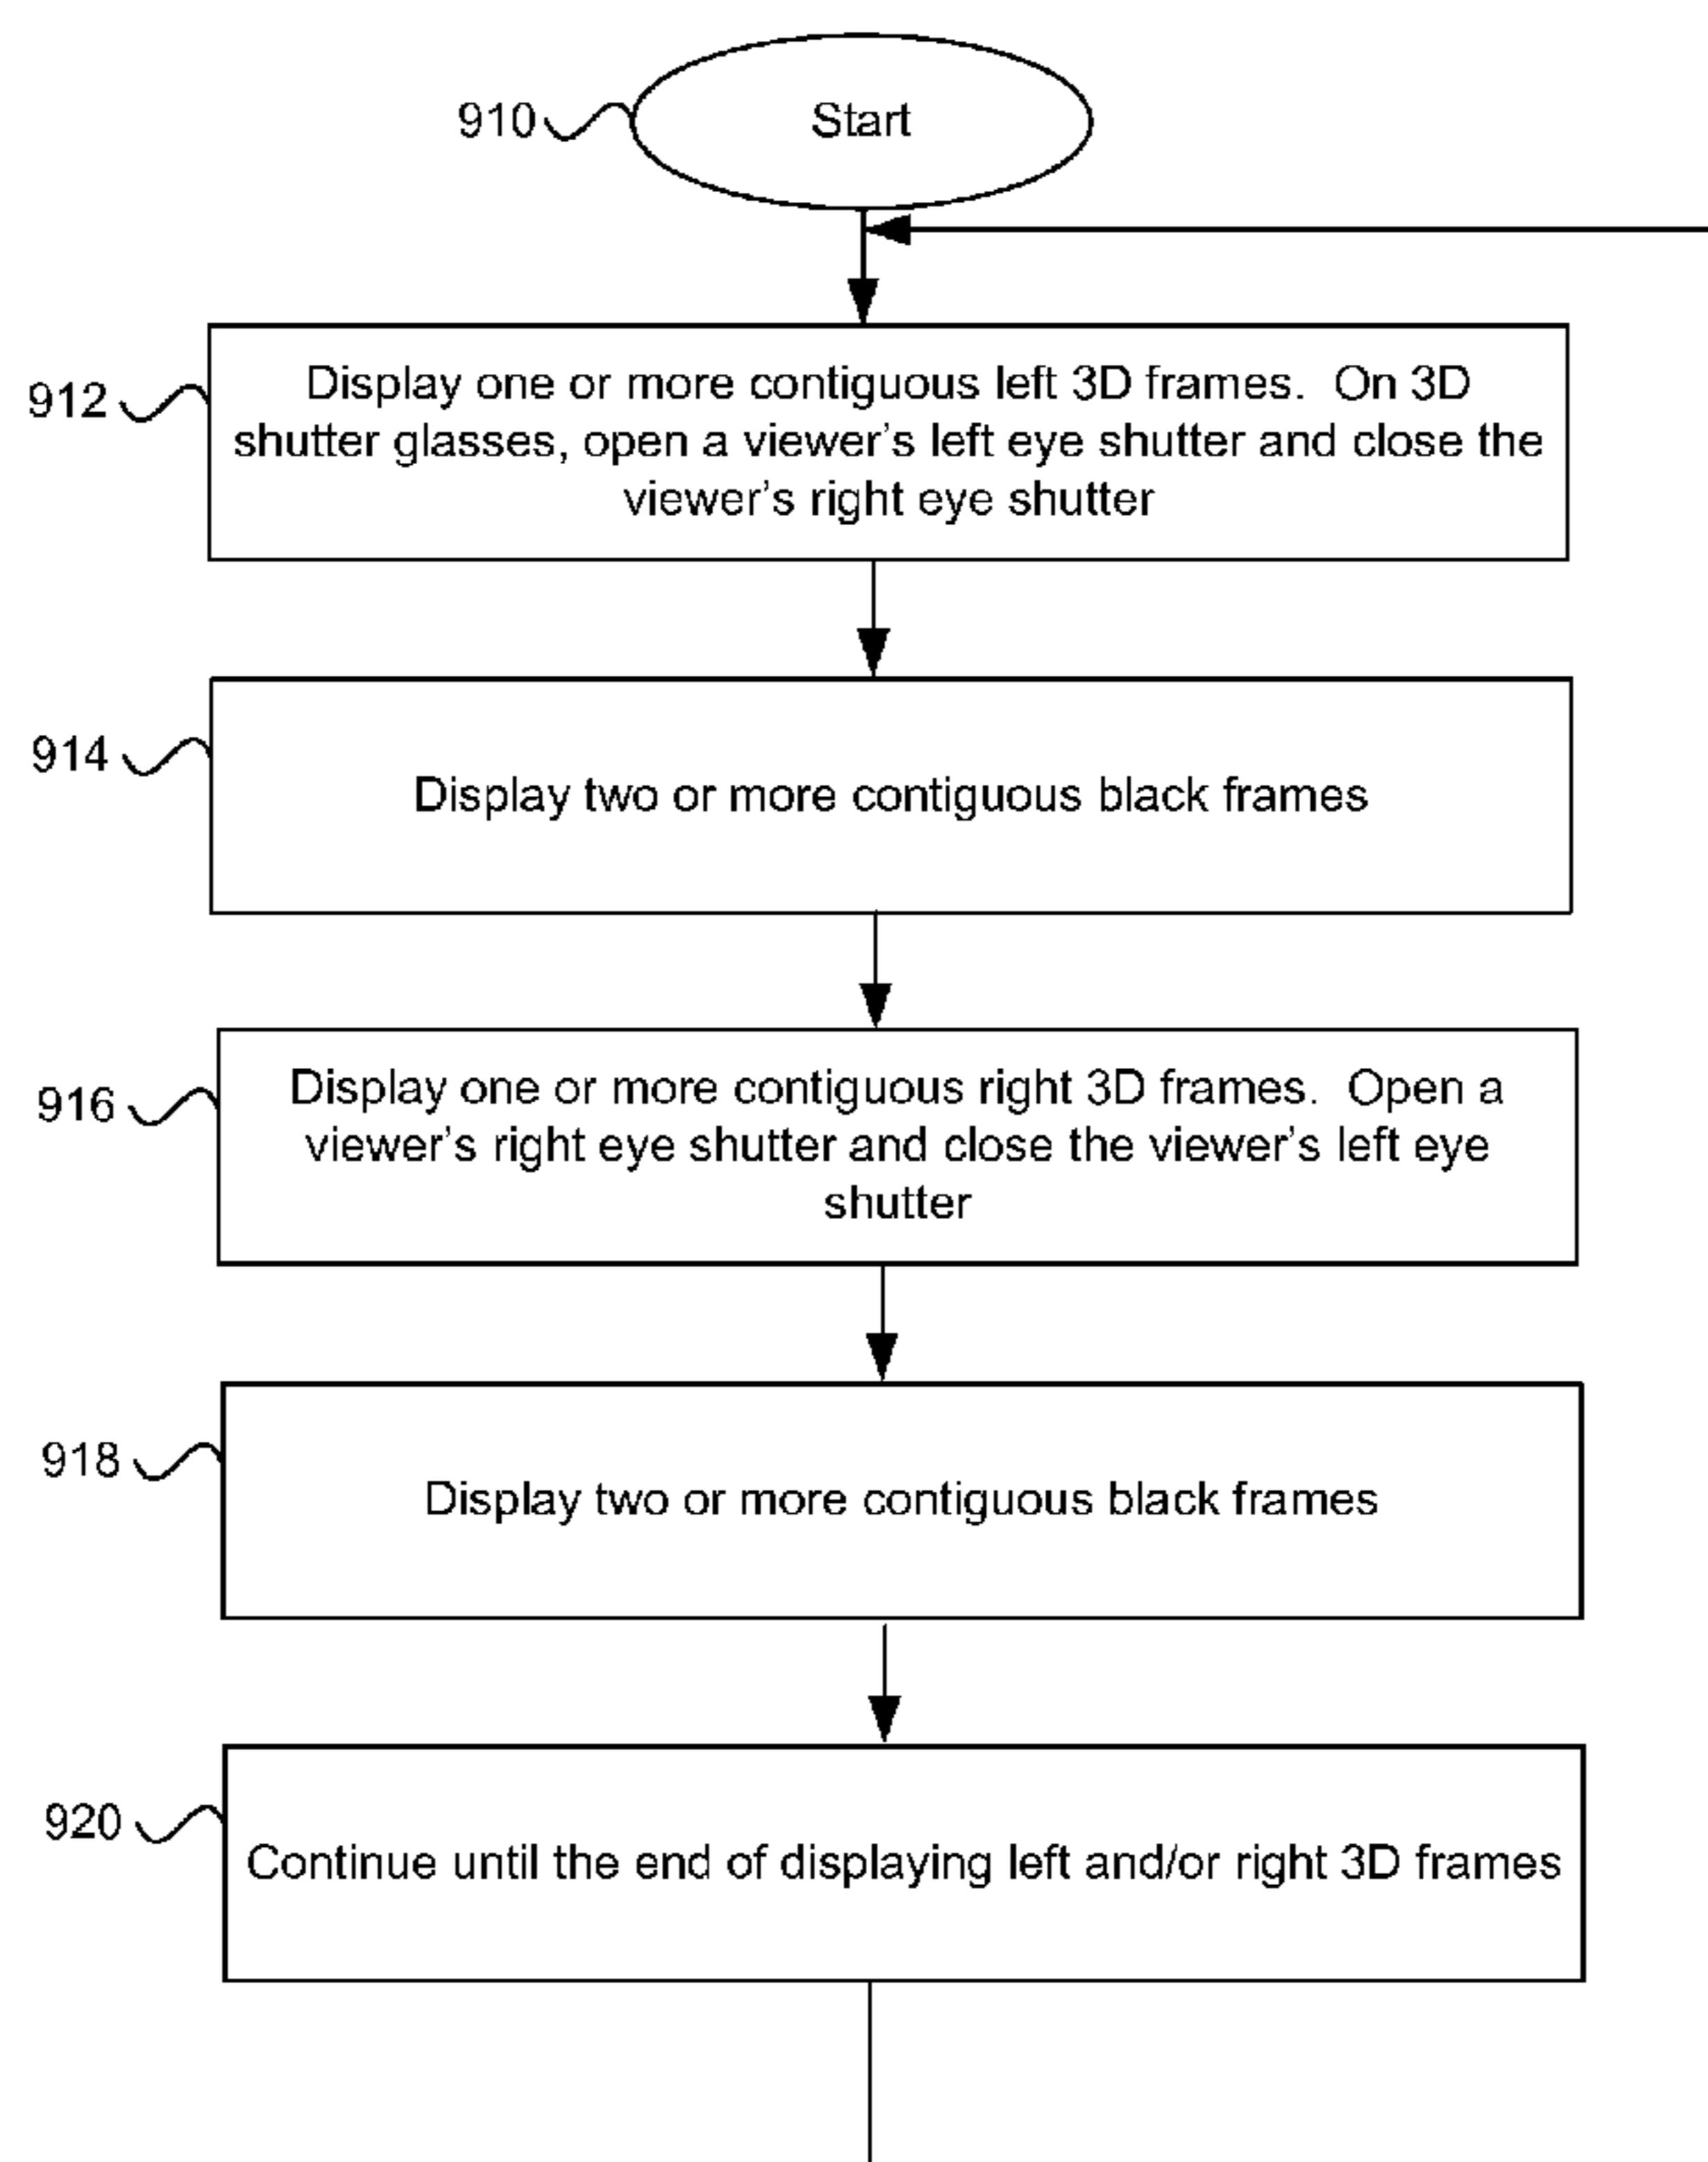 910
Start
912
Display one or more contiguous left 3D frames. On 3D
shutter glasses, open a viewer's left eye shutter and close the
viewer's right eye shutter
914
Display two or more contiguous black frames
916
Display one or more contiguous right 3D frames. Open a
viewer's right eye shutter and close the viewer's left eye
shutter
918
Display two or more contiguous black frames
920
Continue until the end of displaying left and/or right 3D frames